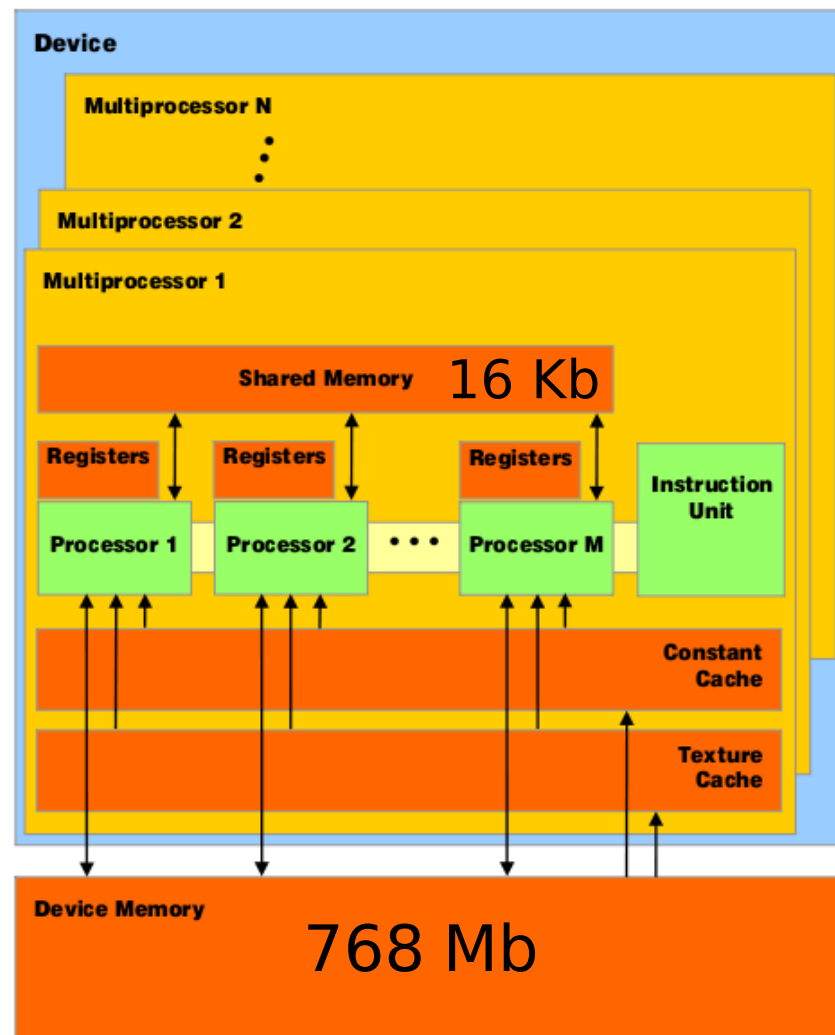 Device
Multiprocessor N
Multiprocessor 2
Multiprocessor 1
Shared Memory 16 Kb
Registers Registers Registers
Instruction
Unit
Processor 1 Processor 2 • • • Processor M
Constant
Cache
Texture
Cache
Device Memory
768 Mb